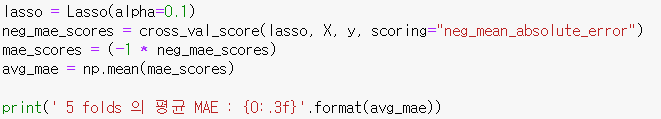 lasso = Lasso(alpha=0.1)
neg_mae_scores = cross_val_score(lasso, X, y, scoring="neg_mean_absolute_error")
mae_scores = (-1 * neg_mae_scores)
avg_mae = np.mean(mae_scores)
print(' 5 folds 의 평균 MAE : {0:.3f}'.format(avg_mae))